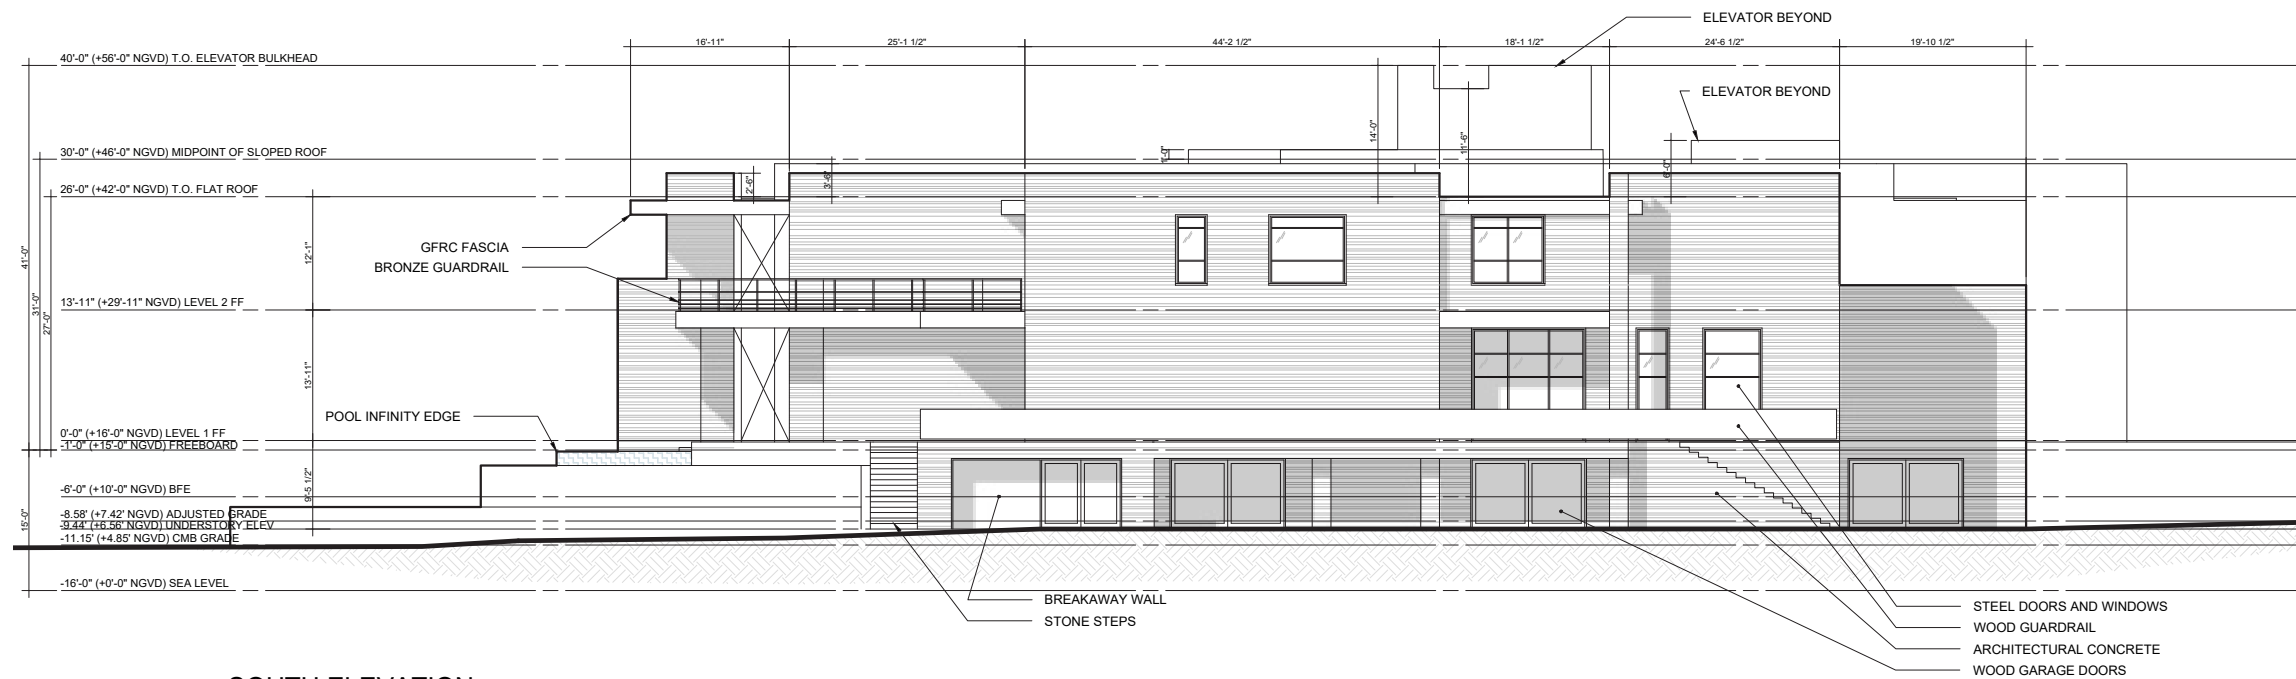 ELEVATOR BEYOND
16'-11"
25'-1 1/2"
44'-2 1/2"
18'-1 1/2"
24'-6 1/2"
19'-10 1/2"
40'-0" (+56'-0" NGVD) T.O. ELEVATOR BULKHEAD
ELEVATOR BEYOND
14'-0"
11'-6"
30'-0" (+46'-0" NGVD) MIDPOINT OF SLOPED ROOF
1'-0"
6'-0"
2'-6"
3'-6"
26'-0" (+42'-0" NGVD) T.O. FLAT ROOF
GFRC FASCIA
BRONZE GUARDRAIL
41'-0"
31'-0"
27'-0"
12'-1"
13'-11" (+29'-11" NGVD) LEVEL 2 FF
13'-11"
POOL INFINITY EDGE
0'-0" (+16'-0" NGVD) LEVEL 1 FF
-1'-0" (+15'-0" NGVD) FREEBOARD
9'-5 1/2"
-6'-0" (+10'-0" NGVD) BFE
15'-0"
-8.58' (+7.42' NGVD) ADJUSTED GRADE
-9.44' (+6.56' NGVD) UNDERSTORY ELEV
-11.15' (+4.85' NGVD) CMB GRADE
-16'-0" (+0'-0" NGVD) SEA LEVEL
BREAKAWAY WALL
STONE STEPS
STEEL DOORS AND WINDOWS
WOOD GUARDRAIL
ARCHITECTURAL CONCRETE
WOOD GARAGE DOORS
SOUTH ELEVATION